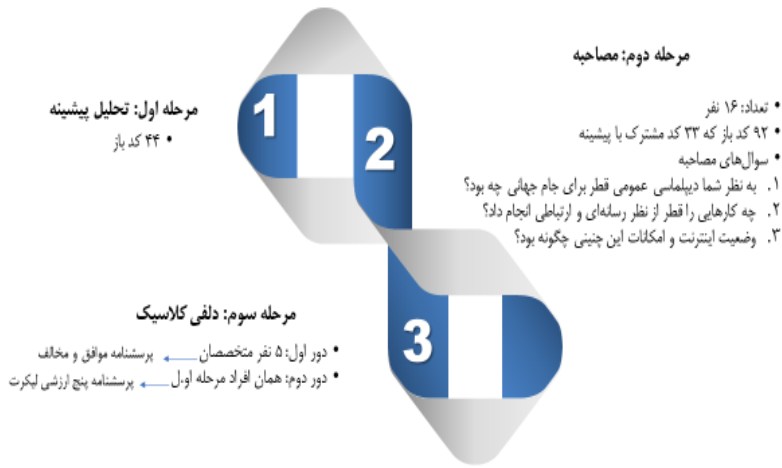 1
مرحله اول: تحلیل پیشینه
• ۴۴ کد باز
2
مرحله دوم: مصاحبه
• تعداد: ۱۶ نفر
• ۹۲ کد باز که ۳۳ کد مشترک با پیشینه
• سوال‌های مصاحبه
۱. به نظر شما دیپلماسی عمومی قطر برای جام جهانی چه بود؟
۲. چه کارهایی را قطر از نظر رسانه‌ای و ارتباطی انجام داد؟
۳. وضعیت اینترنت و امکانات این چنینی چگونه بود؟
3
مرحله سوم: دلفی کلاسیک
• دور اول: ۵ نفر متخصصان ← پرسشنامه موافق و مخالف
• دور دوم: همان افراد مرحله او.ل ← پرسشنامه پنج ارزشی لیکرت